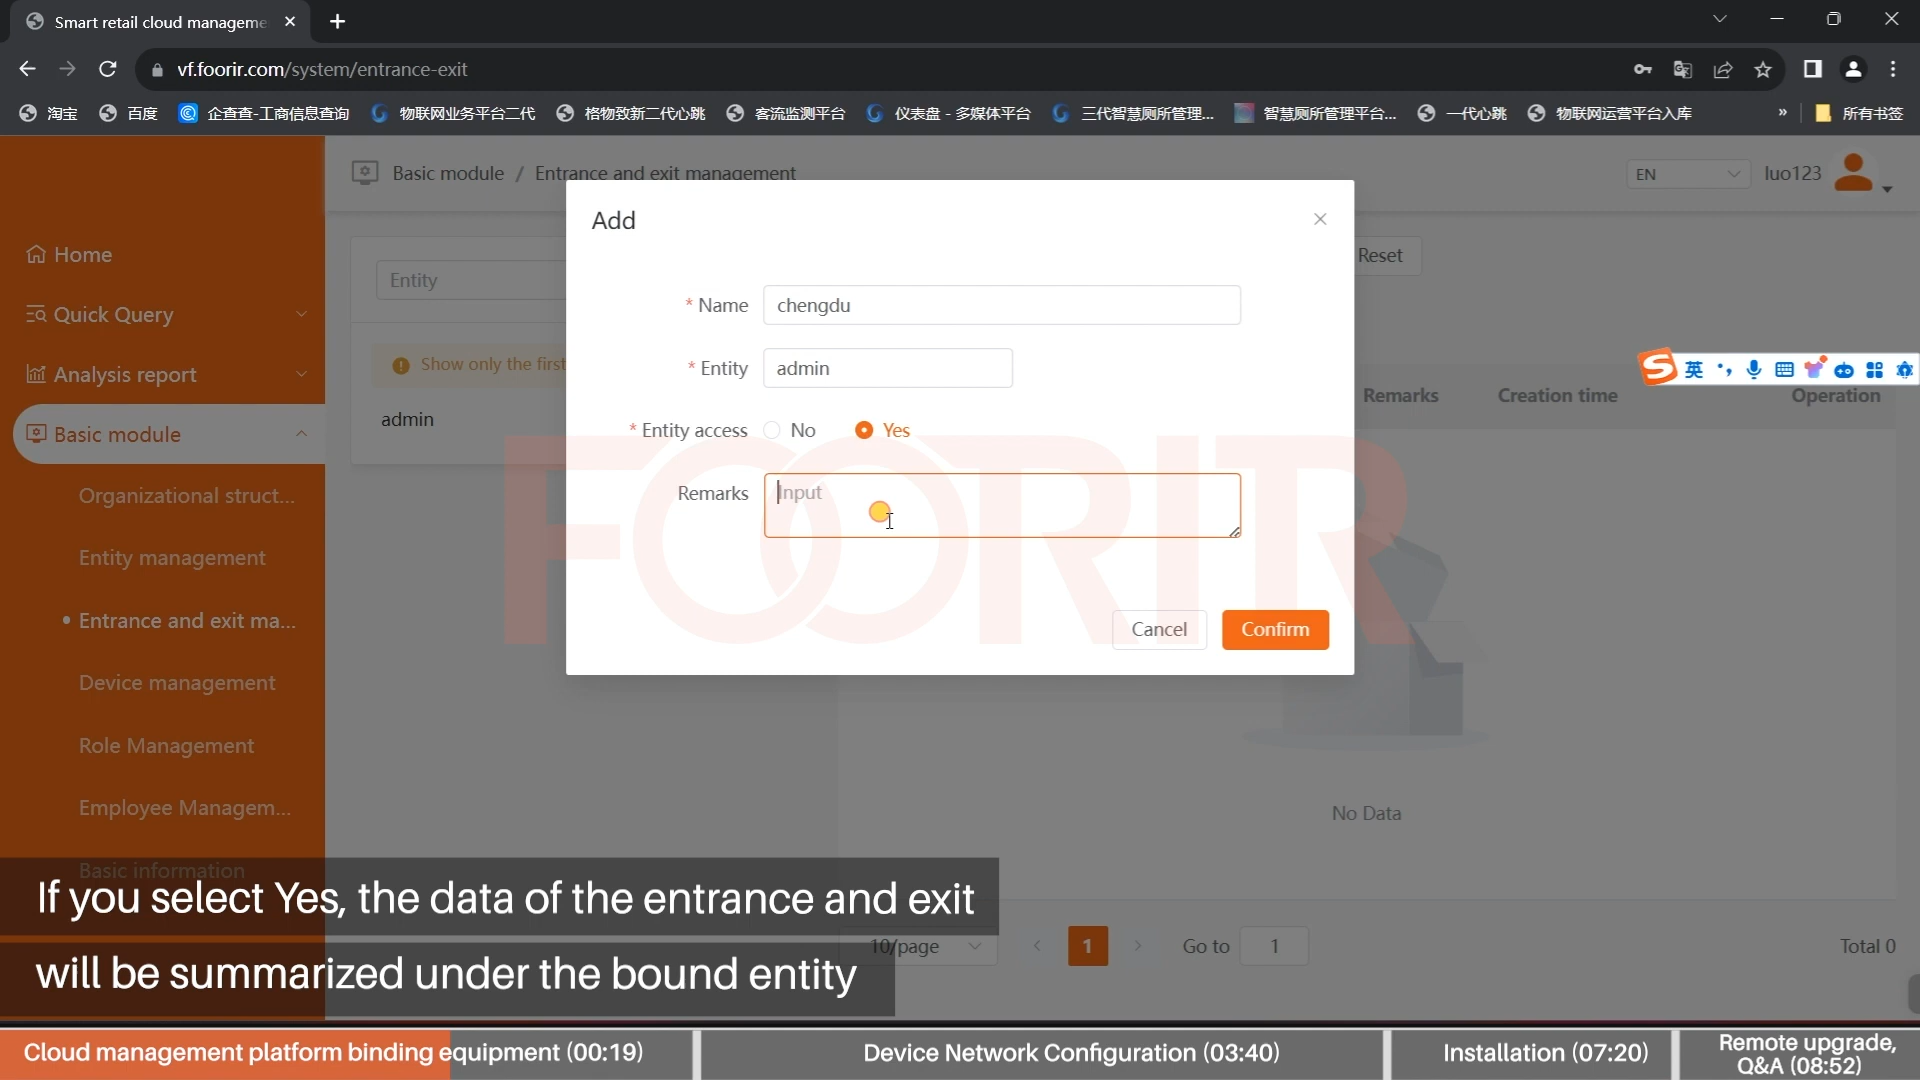 Smart retail cloud manageme
vf.foorir.com/system/entrance-exit
淘宝 百度 企查查-工商信息查询 物联网业务平台二代 格物致新二代心跳 客流监测平台 仪表盘 - 多媒体平台 三代智慧厕所管理... 智慧厕所管理平台... 一代心跳 物联网运营平台入库 » 所有书签
Basic module / Entrance and exit management
EN
luo123
Home
Quick Query
Analysis report
Basic module
Organizational struct...
Entity management
Entrance and exit ma...
Device management
Role Management
Employee Managem...
Basic information
Entity
Show only the first
admin
Reset
英
Remarks Creation time Operation
Add
* Name chengdu
* Entity admin
* Entity access No Yes
Remarks Input
Cancel Confirm
FOORIR
No Data
10/page 1 Go to 1 Total 0
If you select Yes, the data of the entrance and exit
will be summarized under the bound entity
Cloud management platform binding equipment (00:19)
Device Network Configuration (03:40)
Installation (07:20)
Remote upgrade,
Q&A (08:52)